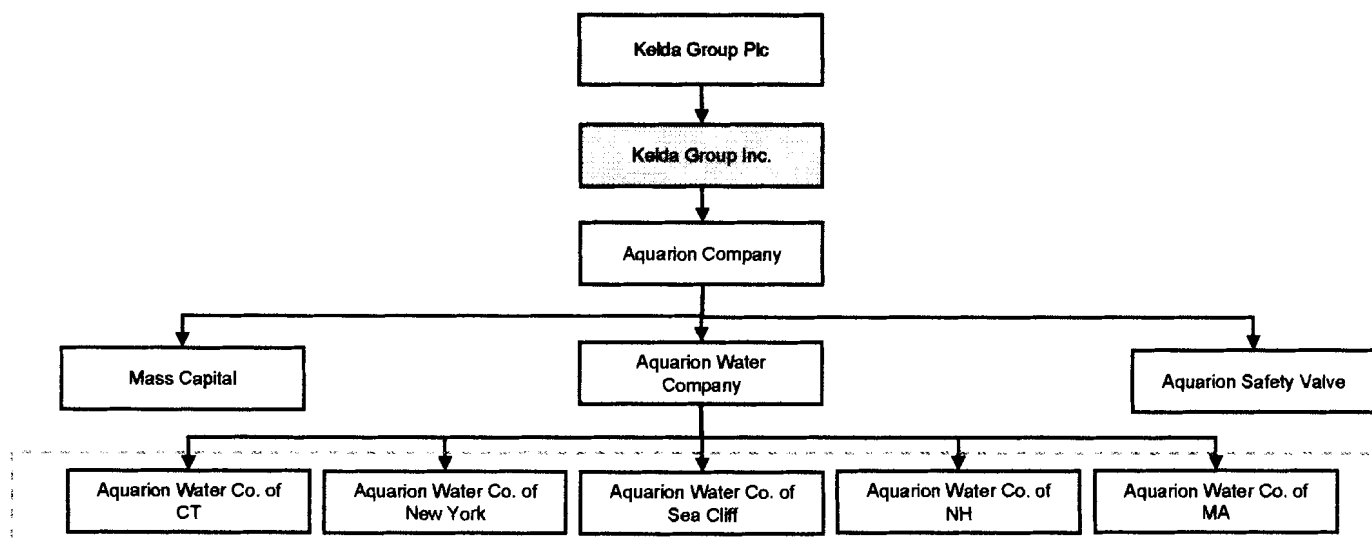 Kelda Group Plc
Kelda Group Inc.
Aquarion Company
Mass Capital
Aquarion Water
Company
Aquarion Safety Valve
Aquarion Water Co. of
CT
Aquarion Water Co. of
New York
Aquarion Water Co. of
Sea Cliff
Aquarion Water Co. of
NH
Aquarion Water Co. of
MA